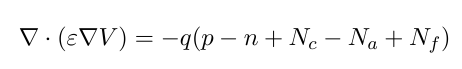 ∇ · (ε∇V) = −q(p − n + N_c − N_a + N_f)